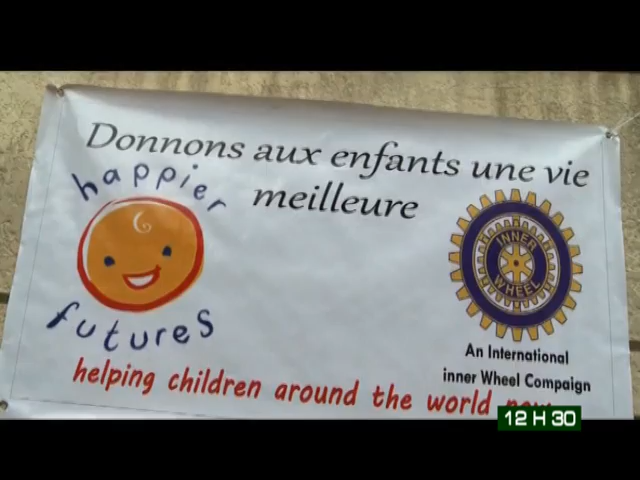 Donnons aux enfants une vie
meilleure
happier
futures
INNER
WHEEL
An International
inner Wheel Compaign
helping children around the world
12 H 30